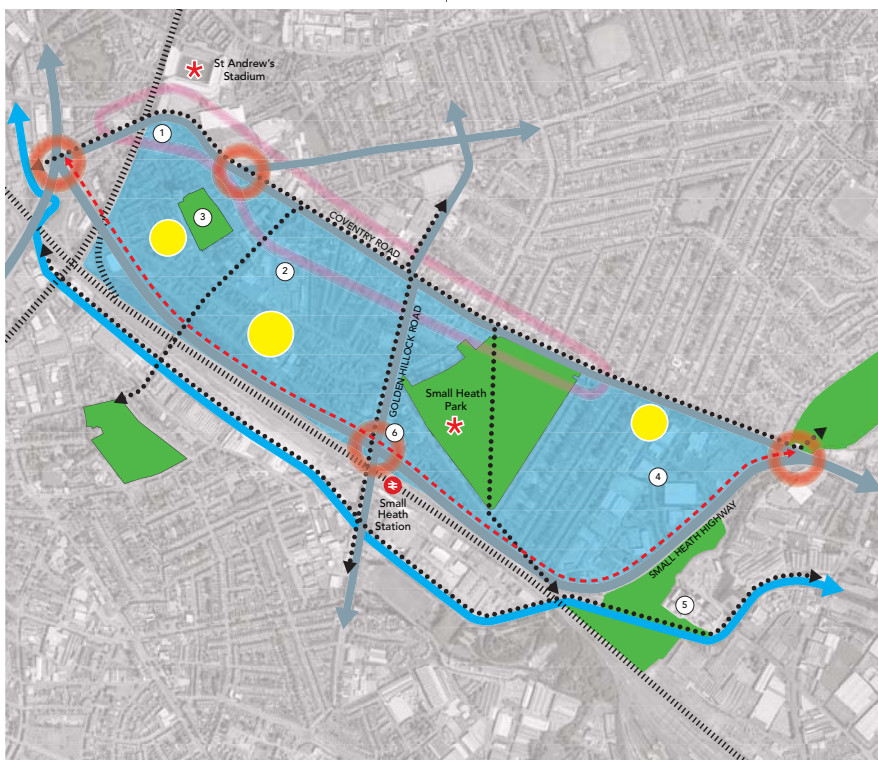 St Andrew's
Stadium
1
3
COVENTRY ROAD
2
GOLDEN HILLOCK ROAD
Small Heath
Park
6
4
Small
Heath
Station
SMALL HEATH HIGHWAY
5